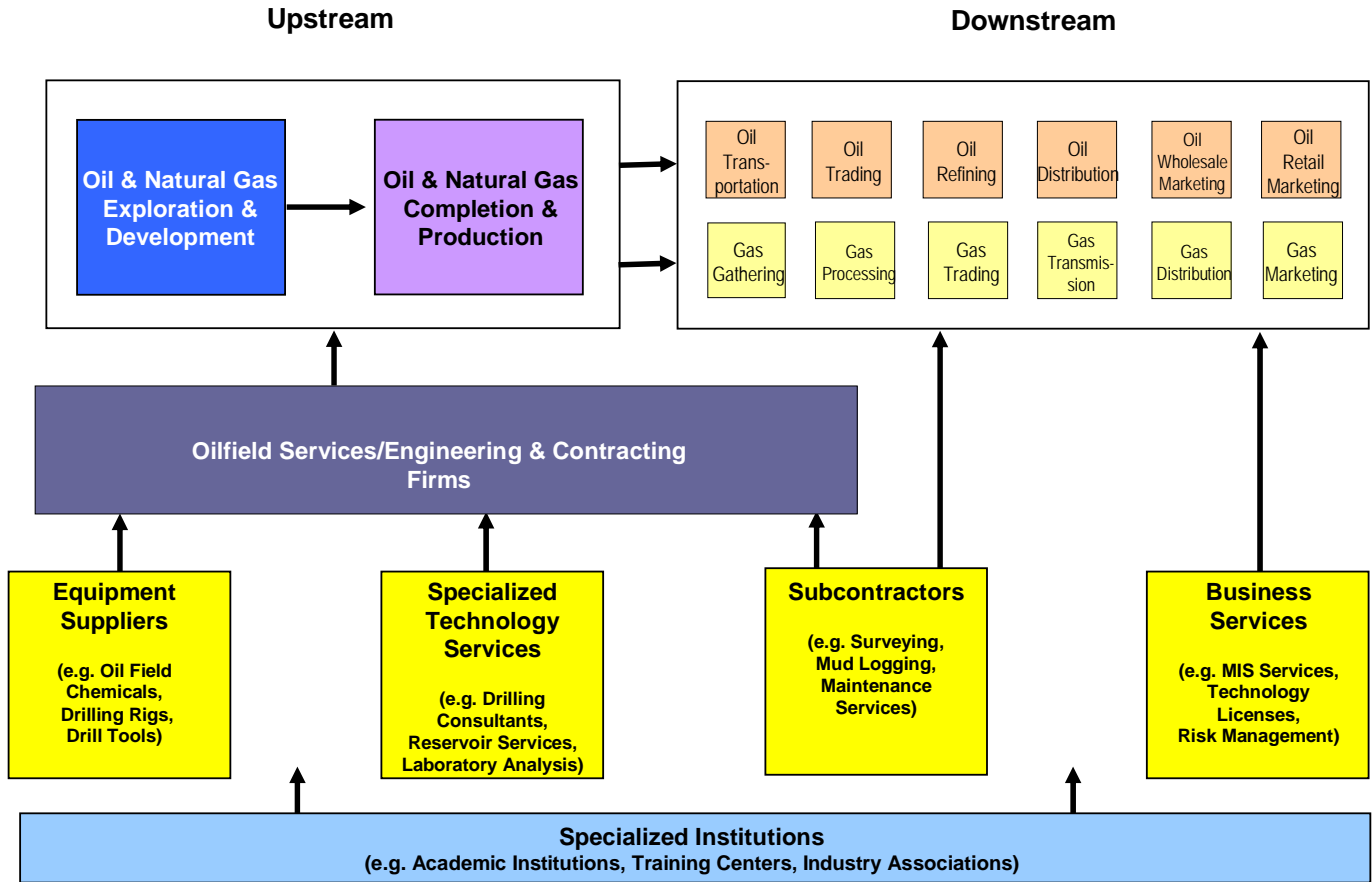 Upstream
Downstream
Oil & Natural Gas
Exploration &
Development
Oil & Natural Gas
Completion &
Production
Oil
Trans-
portation
Oil
Trading
Oil
Refining
Oil
Distribution
Oil
Wholesale
Marketing
Oil
Retail
Marketing
Gas
Gathering
Gas
Processing
Gas
Trading
Gas
Transmis-
sion
Gas
Distribution
Gas
Marketing
Oilfield Services/Engineering & Contracting
Firms
Equipment
Suppliers
(e.g. Oil Field
Chemicals,
Drilling Rigs,
Drill Tools)
Specialized
Technology
Services
(e.g. Drilling
Consultants,
Reservoir Services,
Laboratory Analysis)
Subcontractors
(e.g. Surveying,
Mud Logging,
Maintenance
Services)
Business
Services
(e.g. MIS Services,
Technology
Licenses,
Risk Management)
Specialized Institutions
(e.g. Academic Institutions, Training Centers, Industry Associations)